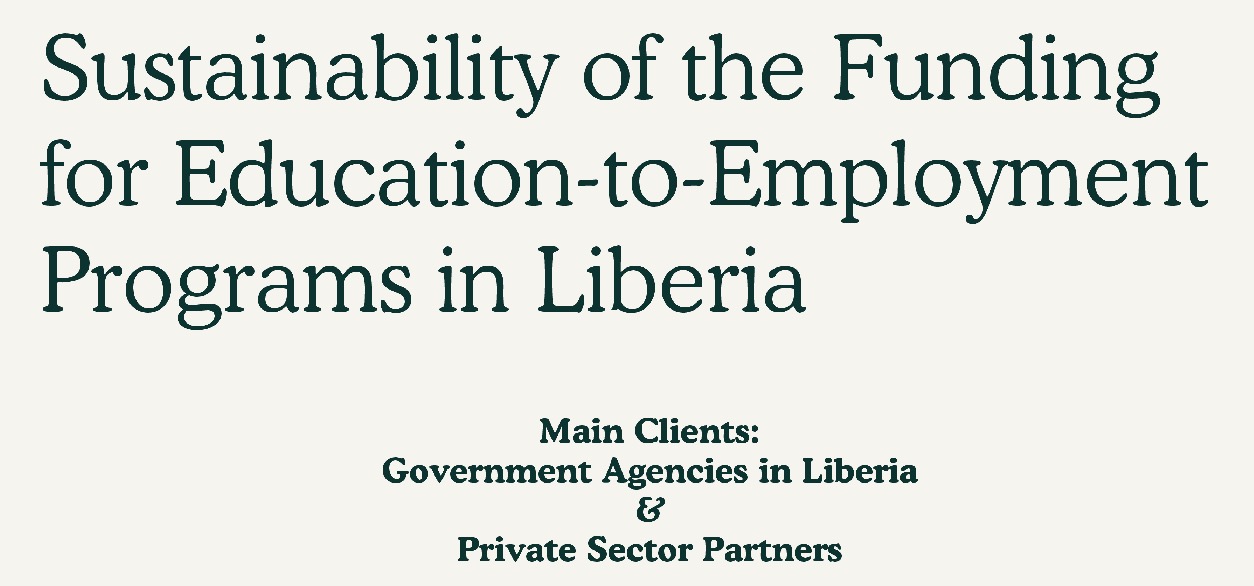 Sustainability of the Funding
for Education-to-Employment
Programs in Liberia
Main Clients:
Government Agencies in Liberia
&
Private Sector Partners